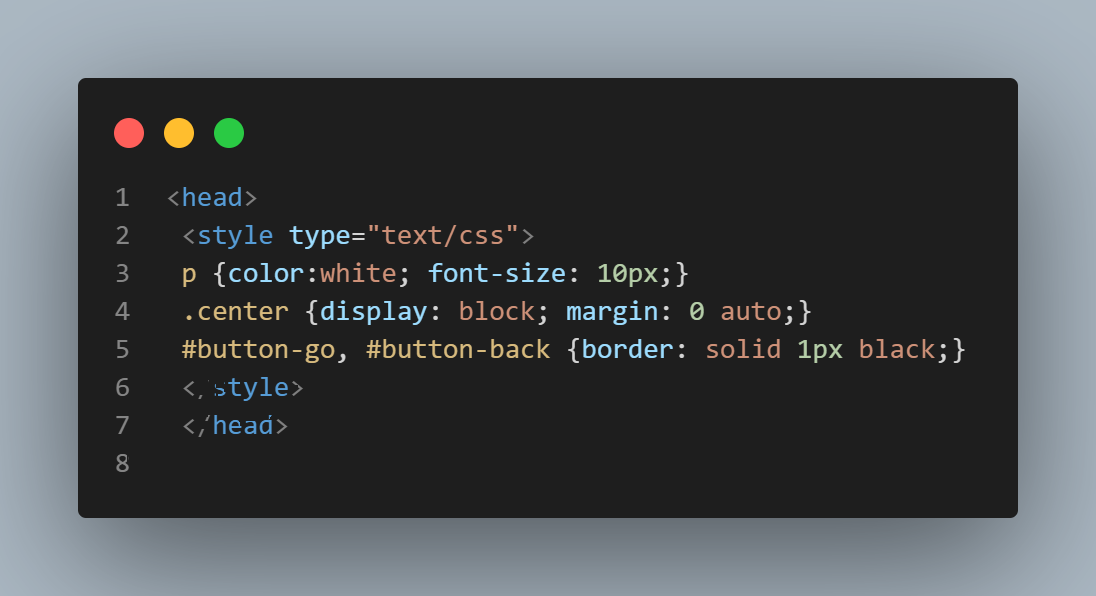 1 <head>
2 <style type="text/css">
3 p {color:white; font-size: 10px;}
4 .center {display: block; margin: 0 auto;}
5 #button-go, #button-back {border: solid 1px black;}
6 </style>
7 </head>
8